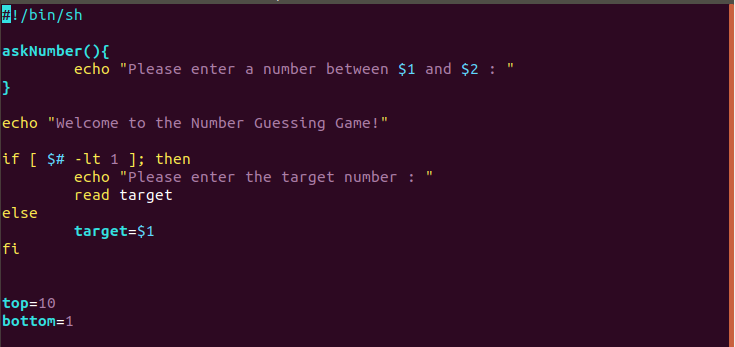 #!/bin/sh
askNumber(){
echo "Please enter a number between $1 and $2 : "
}
echo "Welcome to the Number Guessing Game!"
if [ $# -lt 1 ]; then
echo "Please enter the target number : "
read target
else
target=$1
fi
top=10
bottom=1